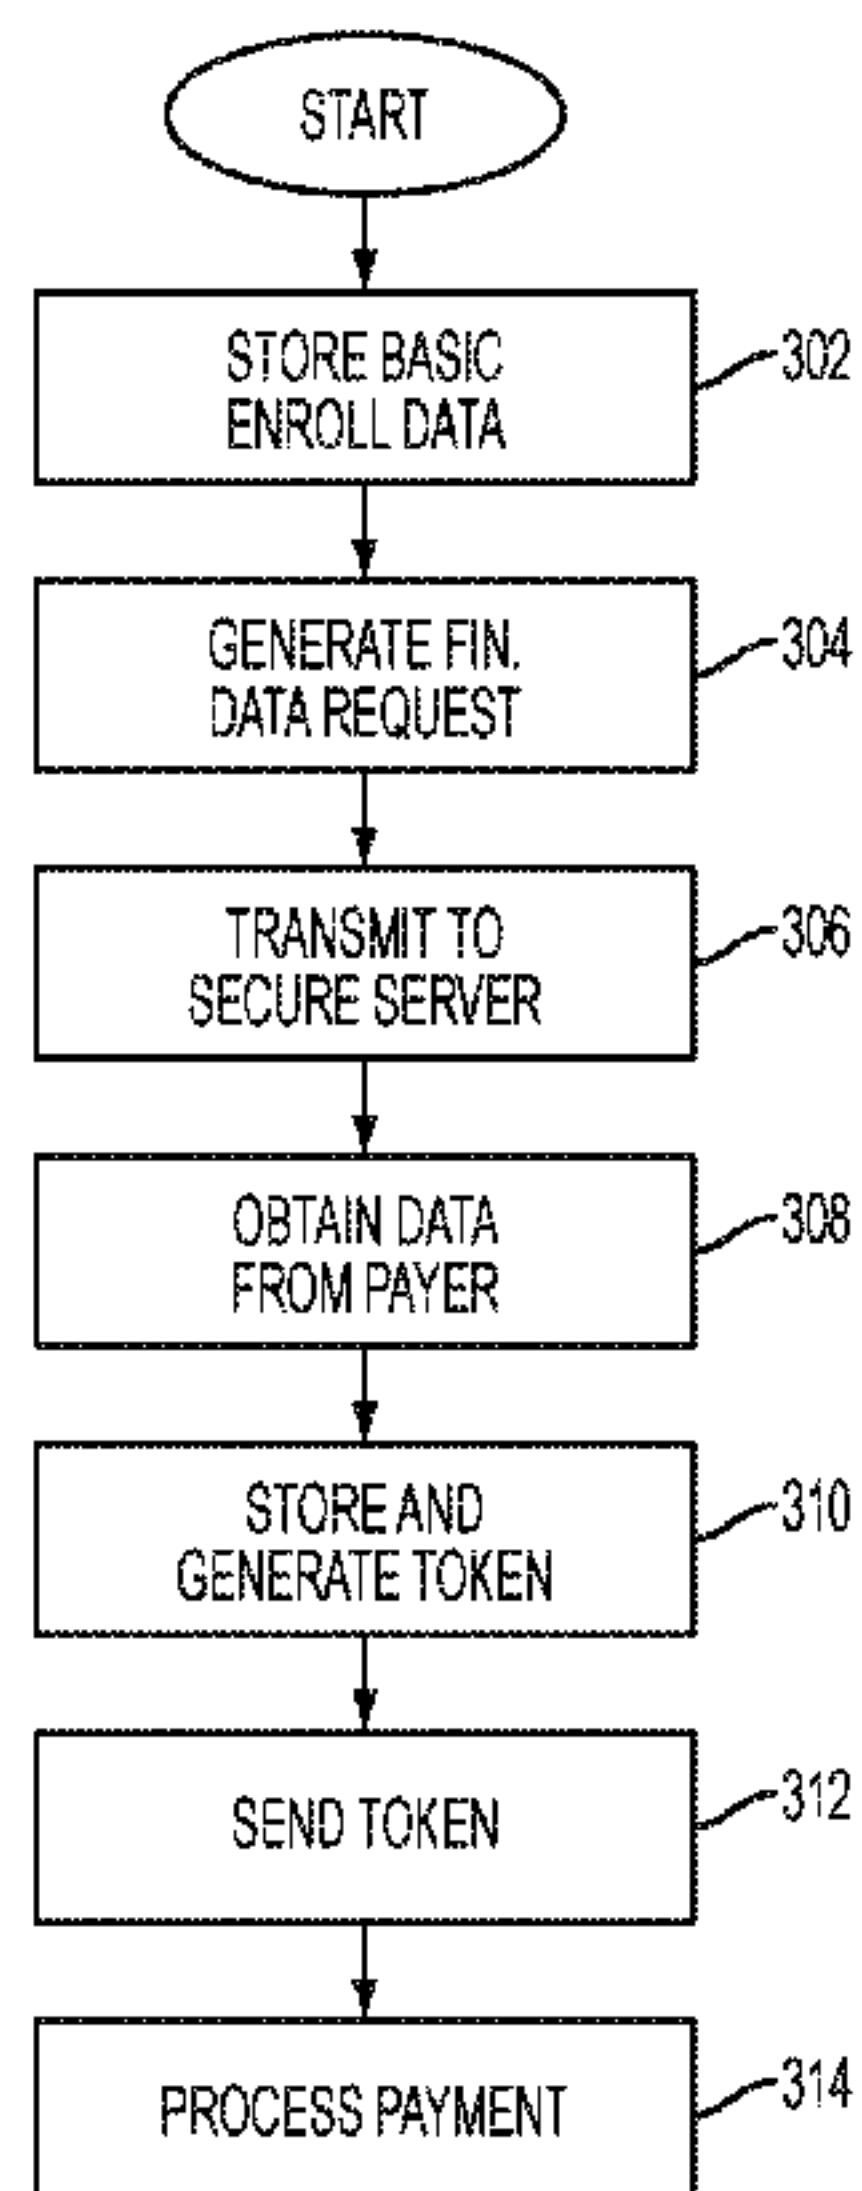 START
STORE BASIC
ENROLL DATA
302
GENERATE FIN.
DATA REQUEST
304
TRANSMIT TO
SECURE SERVER
306
OBTAIN DATA
FROM PAYER
308
STORE AND
GENERATE TOKEN
310
SEND TOKEN
312
PROCESS PAYMENT
314